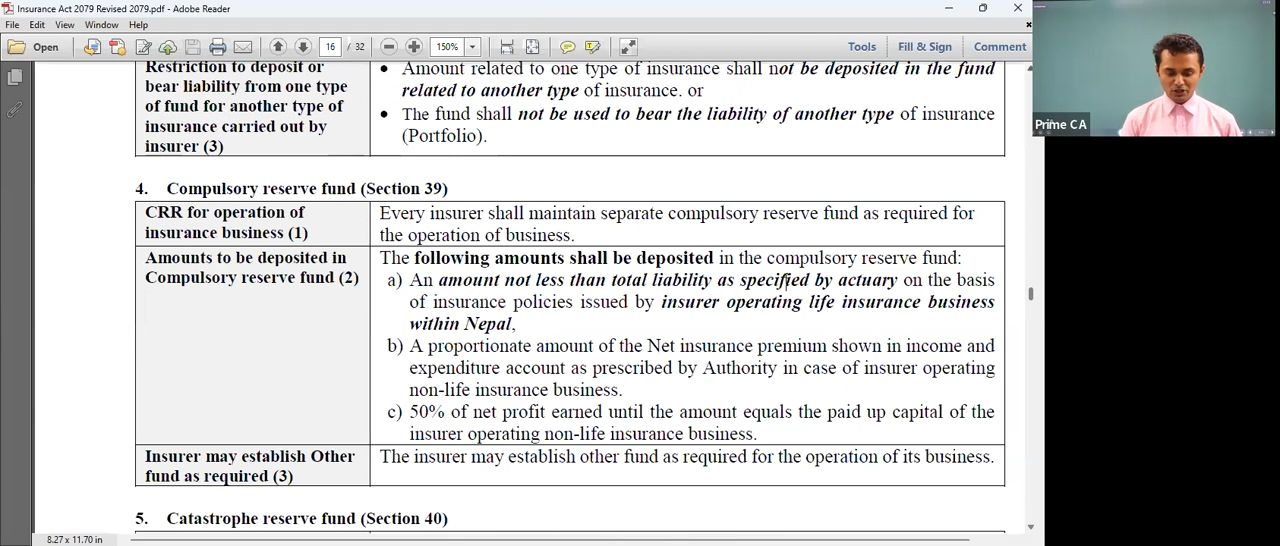 Insurance Act 2079 Revised 2079.pdf - Adobe Reader
File Edit View Window Help
Open 16 / 32 150% Tools Fill & Sign Comment
Restriction to deposit or
bear liability from one type
of fund for another type of
insurance carried out by
insurer (3)
• Amount related to one type of insurance shall not be deposited in the fund
related to another type of insurance. or
• The fund shall not be used to bear the liability of another type of insurance
(Portfolio).
4. Compulsory reserve fund (Section 39)
CRR for operation of
insurance business (1)
Every insurer shall maintain separate compulsory reserve fund as required for
the operation of business.
Amounts to be deposited in
Compulsory reserve fund (2)
The following amounts shall be deposited in the compulsory reserve fund:
a) An amount not less than total liability as specified by actuary on the basis
of insurance policies issued by insurer operating life insurance business
within Nepal,
b) A proportionate amount of the Net insurance premium shown in income and
expenditure account as prescribed by Authority in case of insurer operating
non-life insurance business.
c) 50% of net profit earned until the amount equals the paid up capital of the
insurer operating non-life insurance business.
Insurer may establish Other
fund as required (3)
The insurer may establish other fund as required for the operation of its business.
5. Catastrophe reserve fund (Section 40)
8.27 x 11.70 in
Prime CA